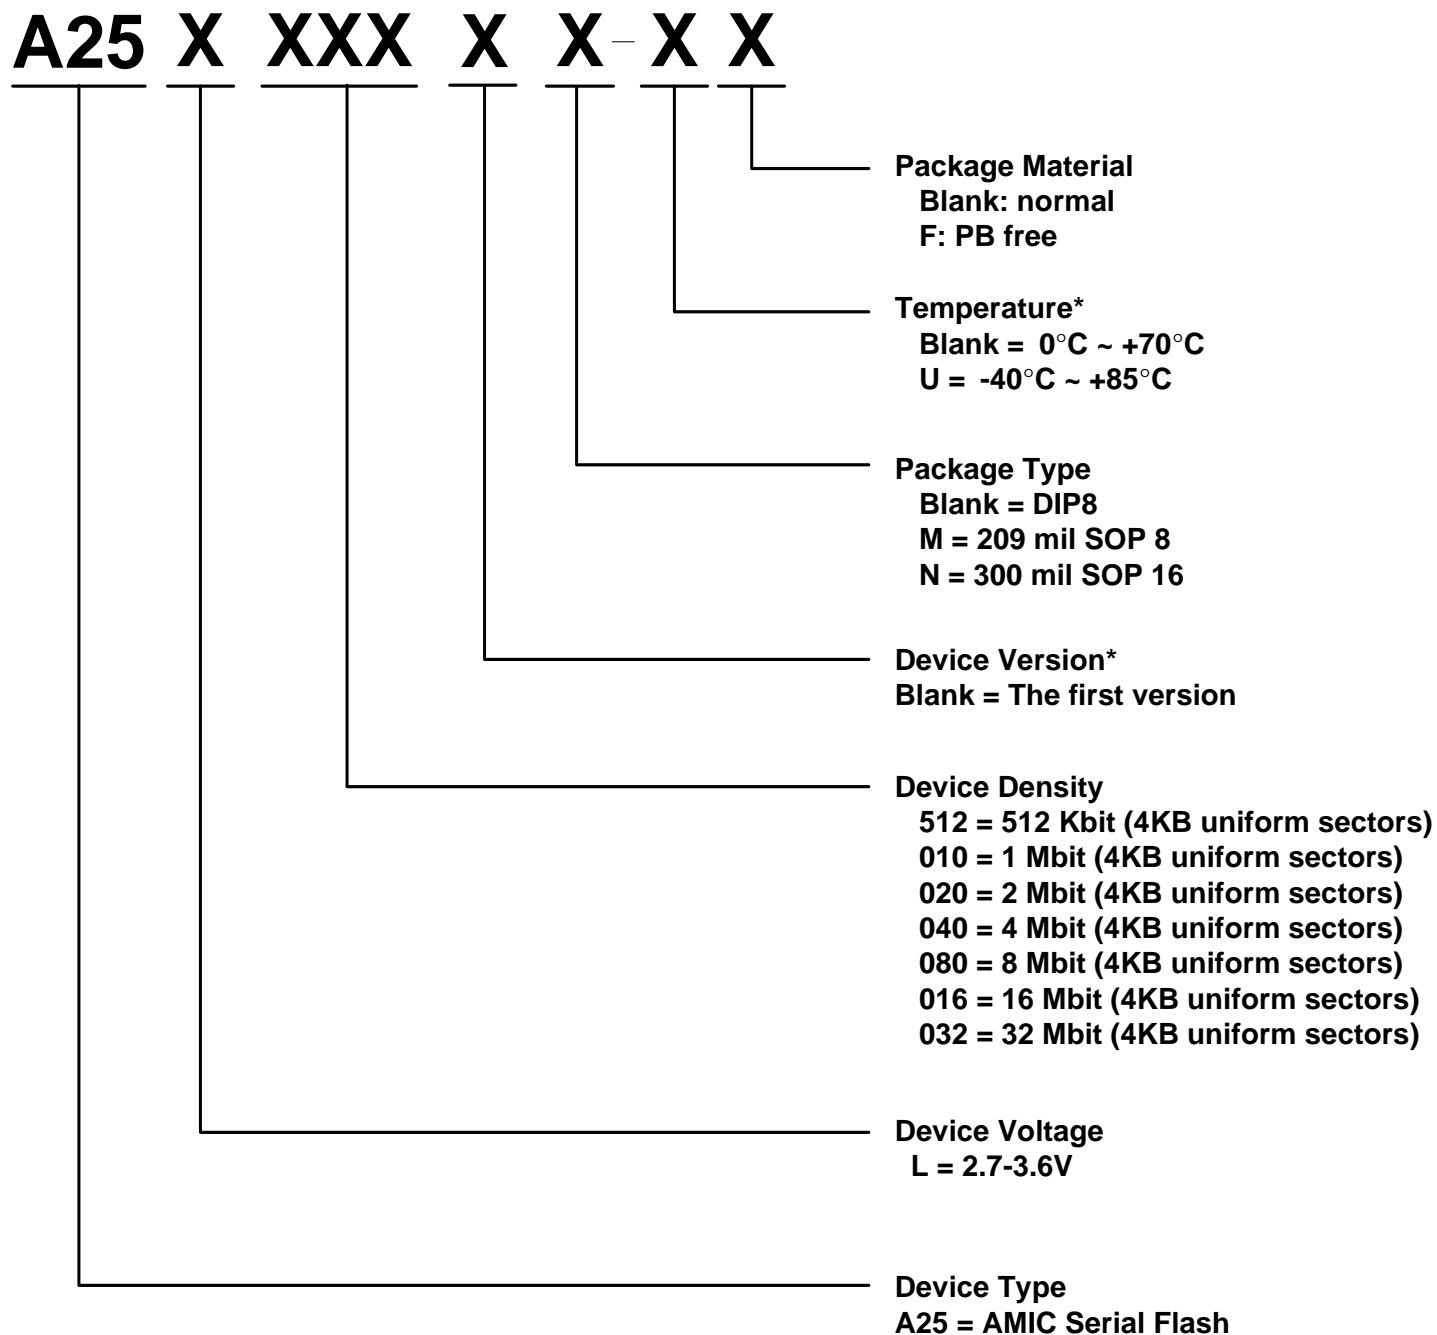 A25 X XXX X X - X X
Package Material
Blank: normal
F: PB free
Temperature*
Blank = 0°C ~ +70°C
U = -40°C ~ +85°C
Package Type
Blank = DIP8
M = 209 mil SOP 8
N = 300 mil SOP 16
Device Version*
Blank = The first version
Device Density
512 = 512 Kbit (4KB uniform sectors)
010 = 1 Mbit (4KB uniform sectors)
020 = 2 Mbit (4KB uniform sectors)
040 = 4 Mbit (4KB uniform sectors)
080 = 8 Mbit (4KB uniform sectors)
016 = 16 Mbit (4KB uniform sectors)
032 = 32 Mbit (4KB uniform sectors)
Device Voltage
L = 2.7-3.6V
Device Type
A25 = AMIC Serial Flash